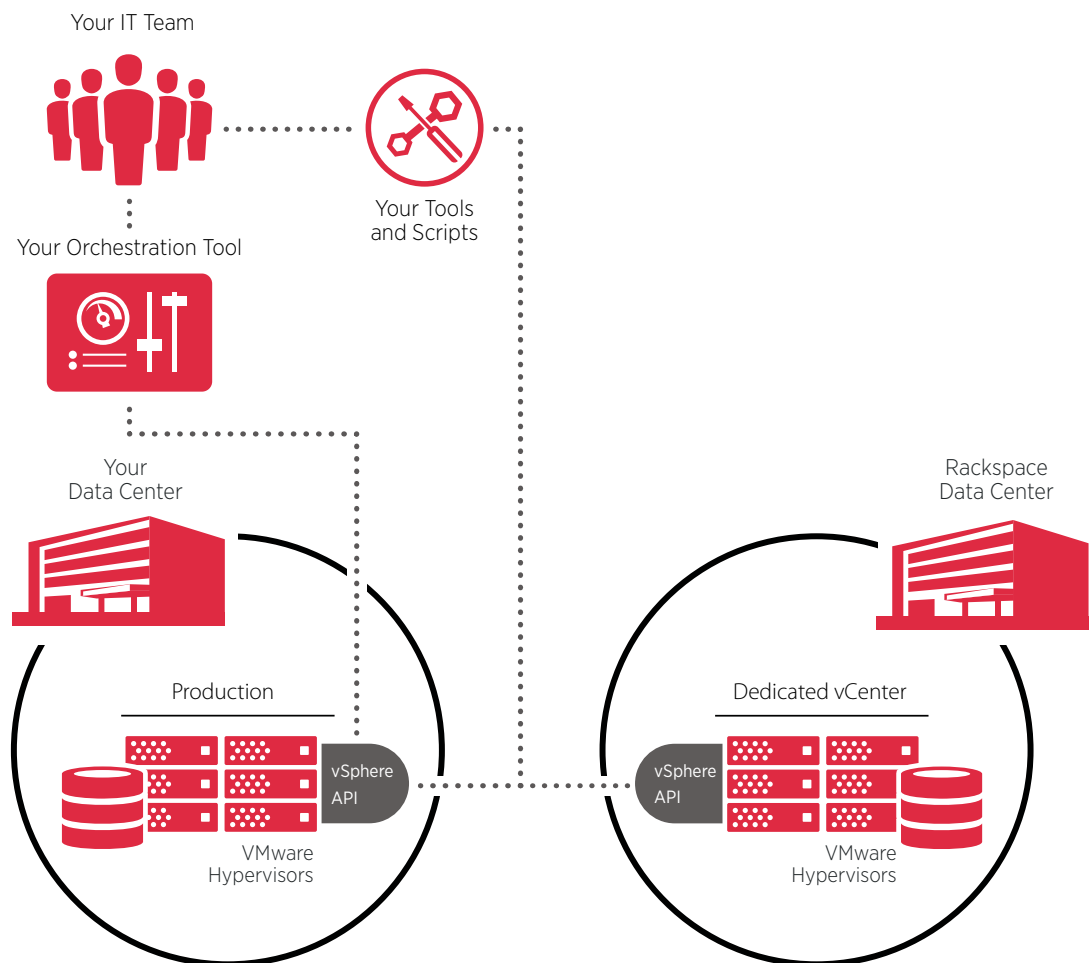 Your IT Team
Your Tools
and Scripts
Your Orchestration Tool
Your
Data Center
Rackspace
Data Center
Production
vSphere
API
VMware
Hypervisors
Dedicated vCenter
vSphere
API
VMware
Hypervisors